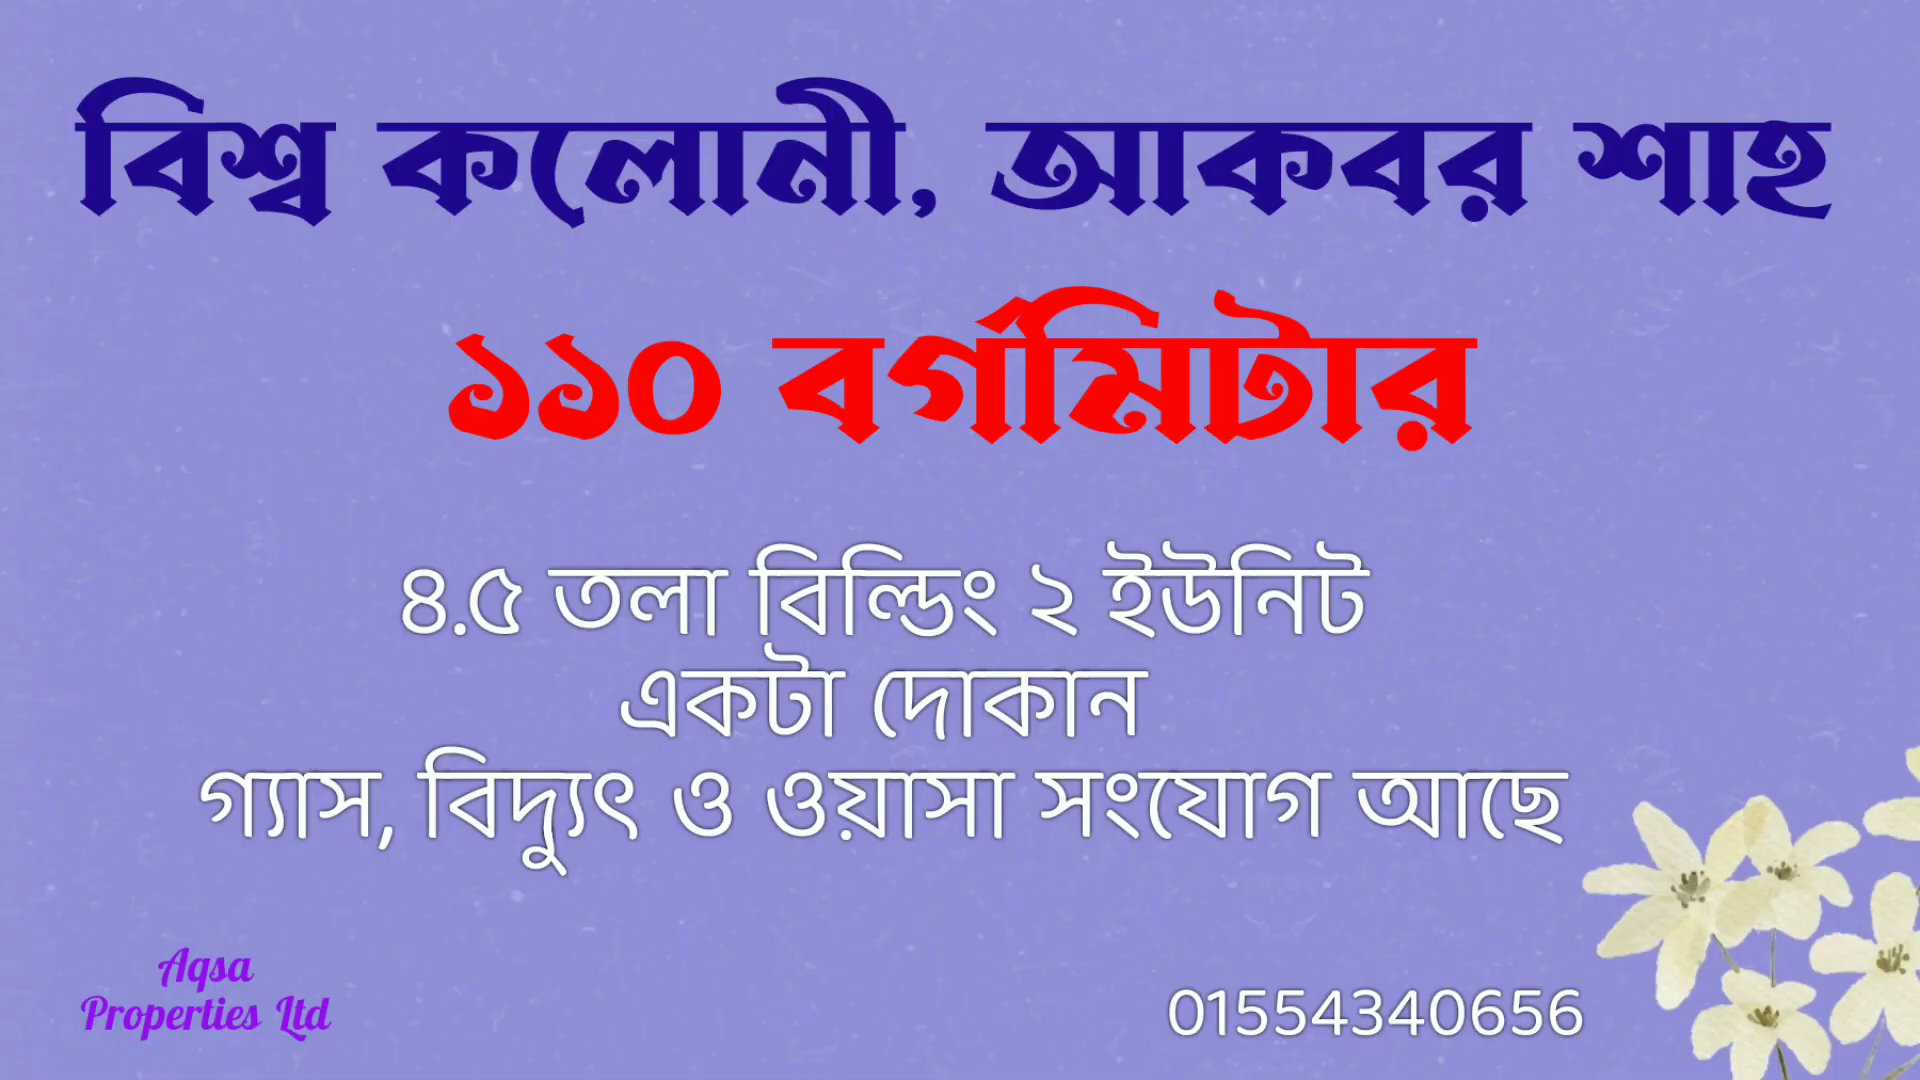 বিশ্ব কলোনী, আকবর শাহ
১১০ বর্গমিটার
৪.৫ তলা বিল্ডিং ২ ইউনিট
একটা দোকান
গ্যাস, বিদ্যুৎ ও ওয়াসা সংযোগ আছে
Aqsa
Properties Ltd
01554340656